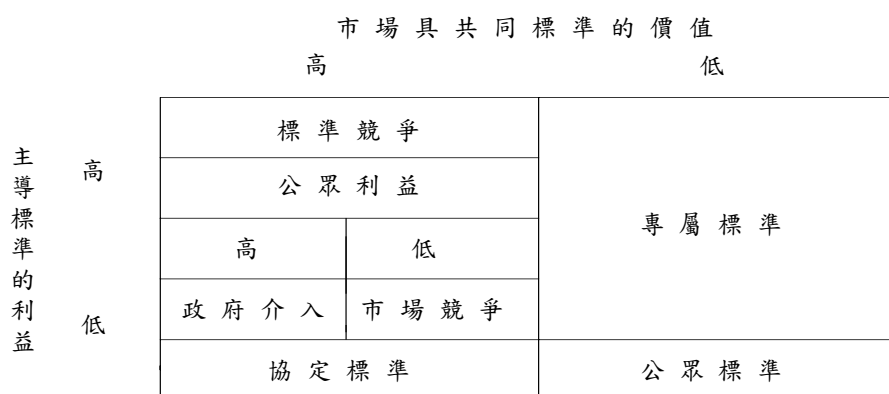 市場具共同標準的價值
高 低
標準競爭
主導標準的利益
高
公眾利益
專屬標準
高 低
政府介入 市場競爭
低
協定標準 公眾標準